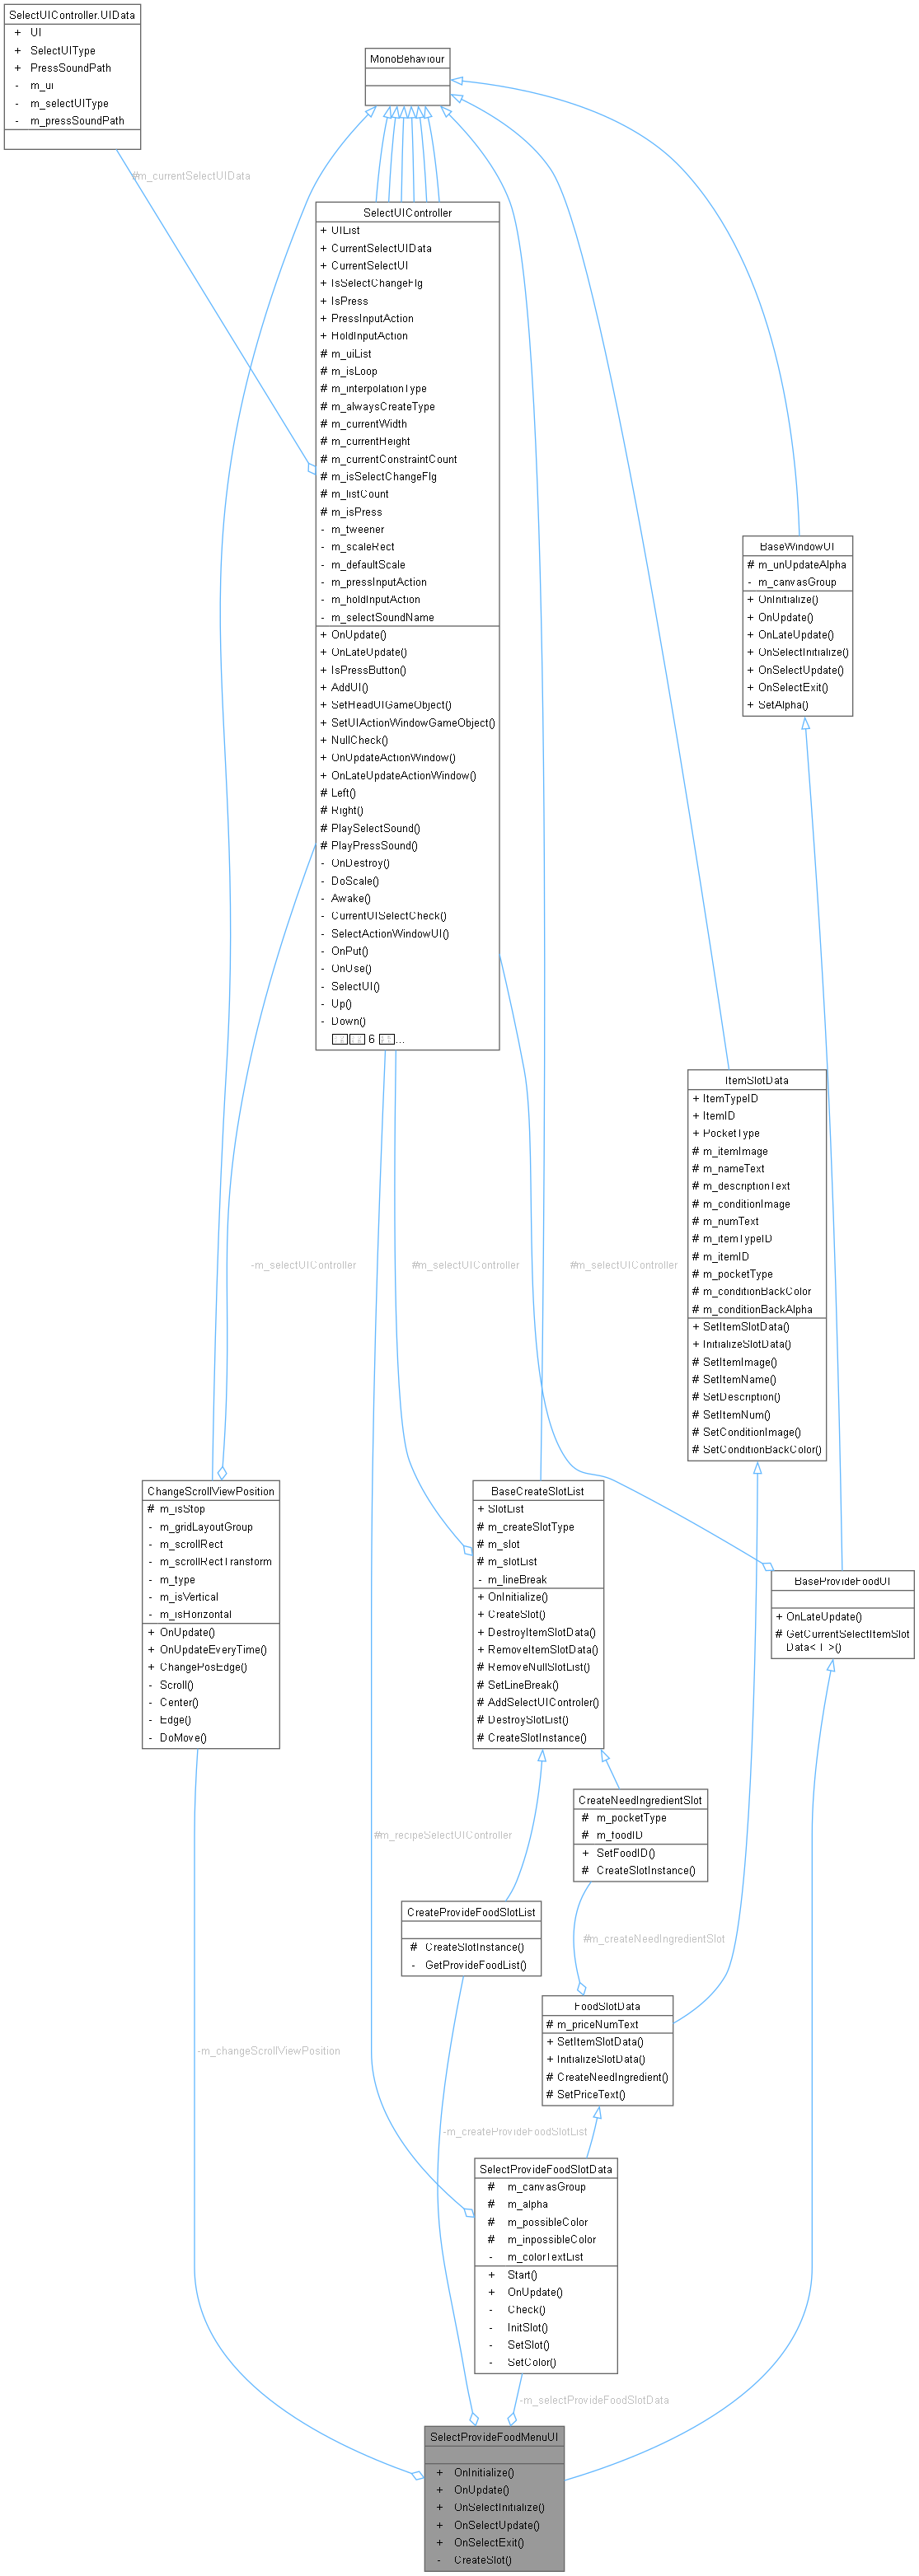 SelectUIController.UIData
+ UI
+ SelectUIType
+ PressSoundPath
- m_ui
- m_selectUIType
- m_pressSoundPath
MonoBehaviour
#m_currentSelectUIData
SelectUIController
+ UIList
+ CurrentSelectUIData
+ CurrentSelectUI
+ IsSelectChangeFlg
+ IsPress
+ PressInputAction
+ HoldInputAction
# m_uiList
# m_isLoop
# m_interpolationType
# m_alwaysCreateType
# m_currentWidth
# m_currentHeight
# m_currentConstraintCount
# m_isSelectChangeFlg
# m_listCount
# m_isPress
- m_tweener
- m_scaleRect
- m_defaultScale
- m_pressInputAction
- m_holdInputAction
- m_selectSoundName
+ OnUpdate()
+ OnLateUpdate()
+ IsPressButton()
+ AddUI()
+ SetHeadUIGameObject()
+ SetUIActionWindowGameObject()
+ NullCheck()
+ OnUpdateActionWindow()
+ OnLateUpdateActionWindow()
# Left()
# Right()
# PlaySelectSound()
# PlayPressSound()
- OnDestroy()
- DoScale()
- Awake()
- CurrentUISelectCheck()
- SelectActionWindowUI()
- OnPut()
- OnUse()
- SelectUI()
- Up()
- Down()
6 ...
BaseWindowUI
# m_unUpdateAlpha
- m_canvasGroup
+ OnInitialize()
+ OnUpdate()
+ OnLateUpdate()
+ OnSelectInitialize()
+ OnSelectUpdate()
+ OnSelectExit()
+ SetAlpha()
ItemSlotData
+ ItemTypeID
+ ItemID
+ PocketType
# m_itemImage
# m_nameText
# m_descriptionText
# m_conditionImage
# m_numText
# m_itemTypeID
# m_itemID
# m_pocketType
# m_conditionBackColor
# m_conditionBackAlpha
+ SetItemSlotData()
+ InitializeSlotData()
# SetItemImage()
# SetItemName()
# SetDescription()
# SetItemNum()
# SetConditionImage()
# SetConditionBackColor()
-m_selectUIController
#m_selectUIController
#m_selectUIController
ChangeScrollViewPosition
# m_isStop
- m_gridLayoutGroup
- m_scrollRect
- m_scrollRectTransform
- m_type
- m_isVertical
- m_isHorizontal
+ OnUpdate()
+ OnUpdateEveryTime()
+ ChangePosEdge()
- Scroll()
- Center()
- Edge()
- DoMove()
BaseCreateSlotList
+ SlotList
# m_createSlotType
# m_slot
# m_slotList
- m_lineBreak
+ OnInitialize()
+ CreateSlot()
+ DestroyItemSlotData()
+ RemoveItemSlotData()
# RemoveNullSlotList()
# SetLineBreak()
# AddSelectUIControler()
# DestroySlotList()
# CreateSlotInstance()
BaseProvideFoodUI
+ OnLateUpdate()
# GetCurrentSelectItemSlot
Data< T >()
#m_recipeSelectUIController
CreateNeedIngredientSlot
# m_pocketType
# m_foodID
+ SetFoodID()
# CreateSlotInstance()
CreateProvideFoodSlotList
# CreateSlotInstance()
- GetProvideFoodList()
#m_createNeedIngredientSlot
FoodSlotData
# m_priceNumText
+ SetItemSlotData()
+ InitializeSlotData()
# CreateNeedIngredient()
# SetPriceText()
-m_changeScrollViewPosition
-m_createProvideFoodSlotList
SelectProvideFoodSlotData
# m_canvasGroup
# m_alpha
# m_possibleColor
# m_inpossibleColor
- m_colorTextList
+ Start()
+ OnUpdate()
- Check()
- InitSlot()
- SetSlot()
- SetColor()
-m_selectProvideFoodSlotData
SelectProvideFoodMenuUI
+ OnInitialize()
+ OnUpdate()
+ OnSelectInitialize()
+ OnSelectUpdate()
+ OnSelectExit()
- CreateSlot()